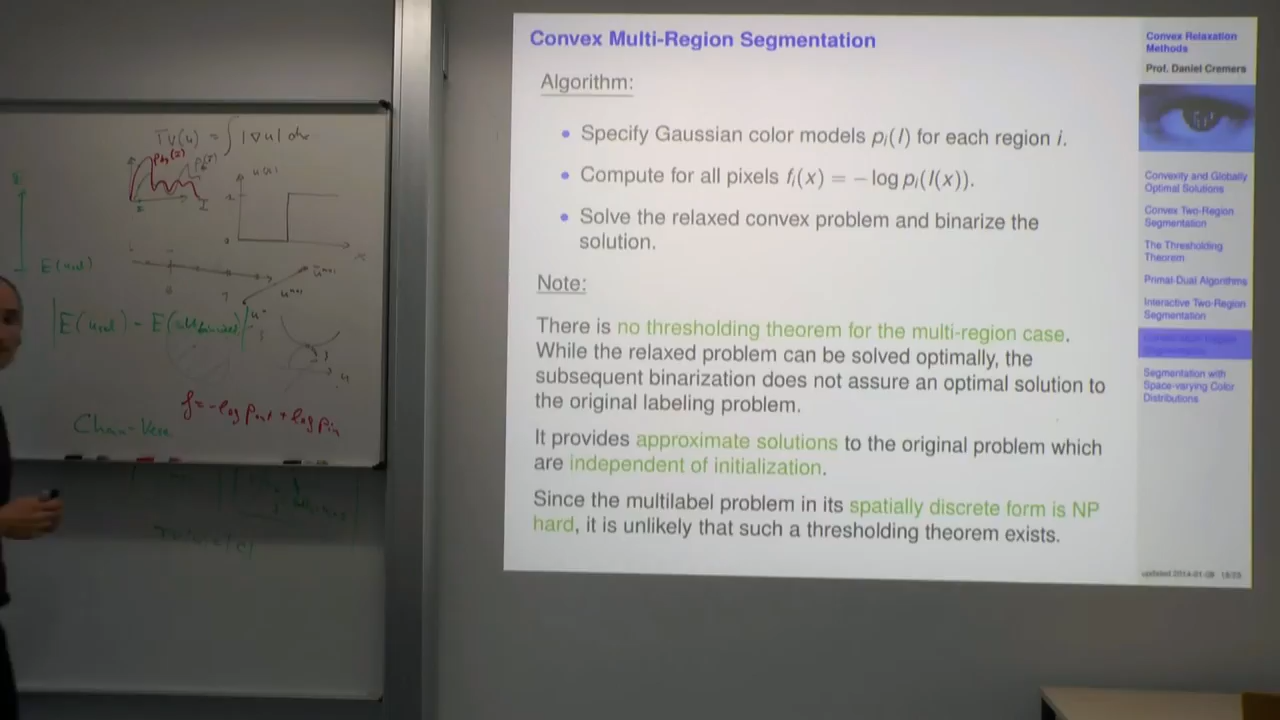 Convex Multi-Region Segmentation
Algorithm:
• Specify Gaussian color models pᵢ(I) for each region i.
• Compute for all pixels fᵢ(x) = − log pᵢ(I(x)).
• Solve the relaxed convex problem and binarize the
solution.
Note:
There is no thresholding theorem for the multi-region case.
While the relaxed problem can be solved optimally, the
subsequent binarization does not assure an optimal solution to
the original labeling problem.
It provides approximate solutions to the original problem which
are independent of initialization.
Since the multilabel problem in its spatially discrete form is NP
hard, it is unlikely that such a thresholding theorem exists.
Convex Relaxation
Methods
Prof. Daniel Cremers
Convexity and Globally
Optimal Solutions
Convex Two-Region
Segmentation
The Thresholding
Theorem
Primal-Dual Algorithms
Interactive Two-Region
Segmentation
Segmentation with
Space-varying Color
Distributions
TV(u) = ∫ |∇u| dx
u(x)
E(u_rel)
f = -log p_out + log p_in
Chan-Vese